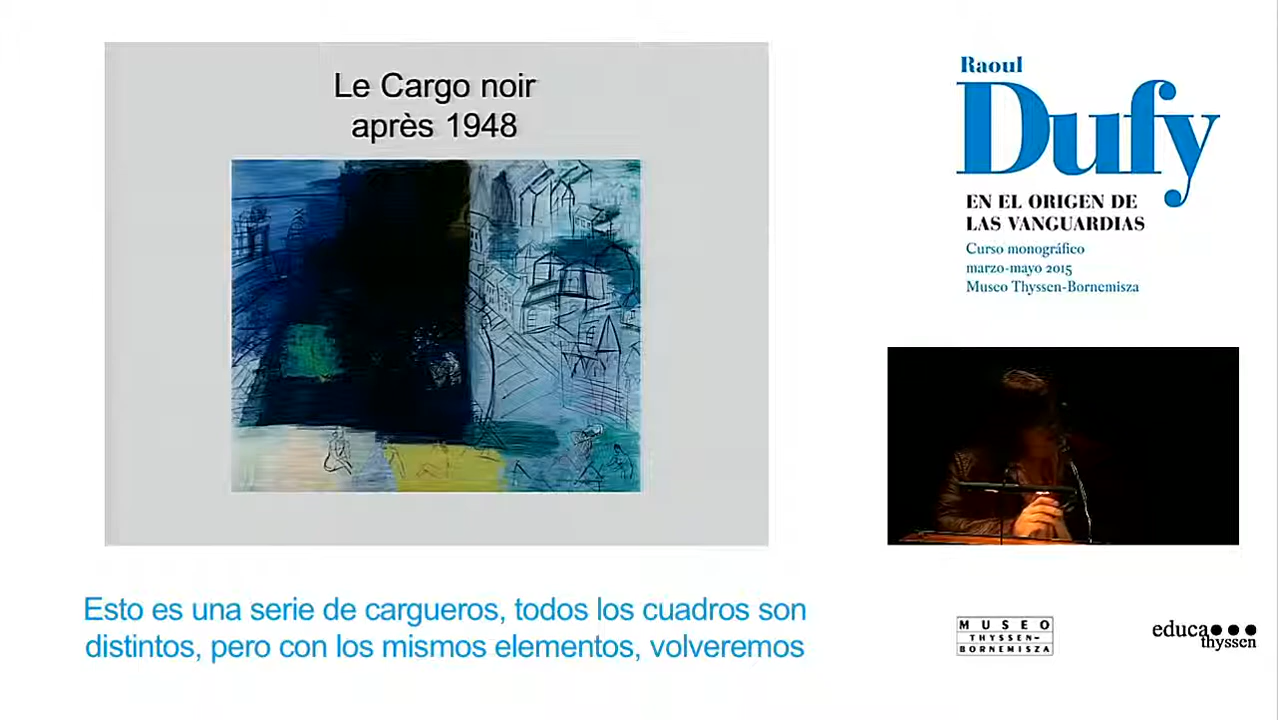 Le Cargo noir
après 1948
Raoul
Dufy
EN EL ORIGEN DE
LAS VANGUARDIAS
Curso monográfico
marzo-mayo 2015
Museo Thyssen-Bornemisza
Esto es una serie de cargueros, todos los cuadros son
distintos, pero con los mismos elementos, volveremos
MUSEO
THYSSEN-
BORNEMISZA
educa
thyssen